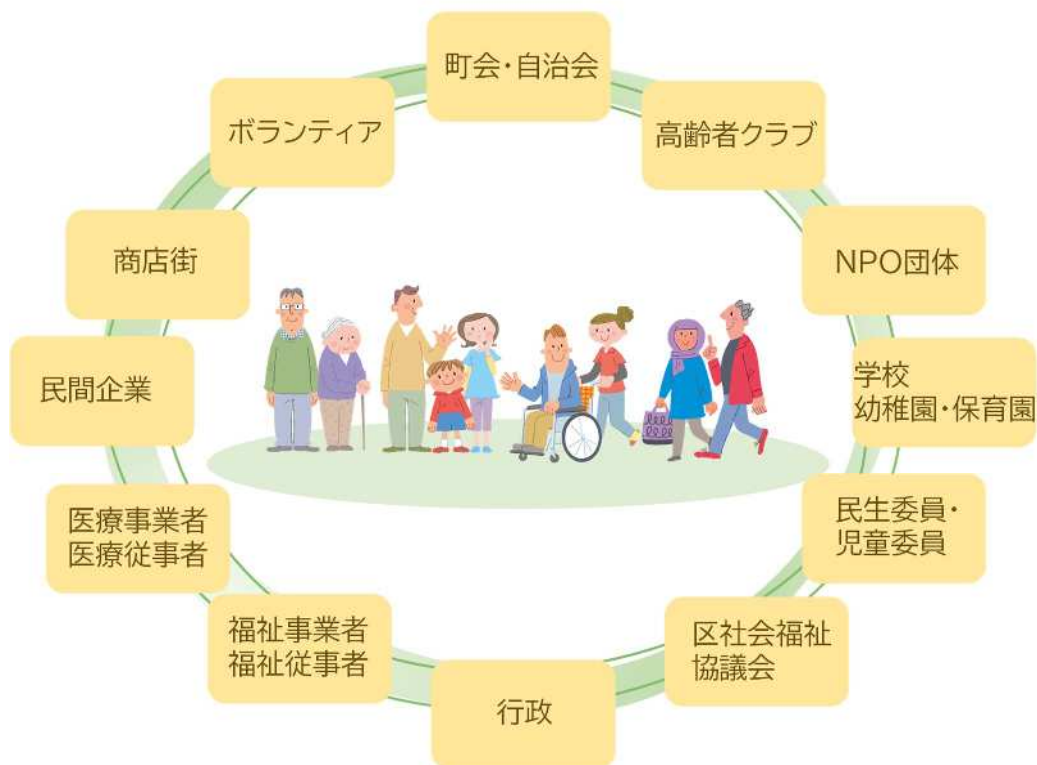 町会・自治会
高齢者クラブ
NPO団体
学校
幼稚園・保育園
民生委員・
児童委員
区社会福祉
協議会
行政
福祉事業者
福祉従事者
医療事業者
医療従事者
民間企業
商店街
ボランティア